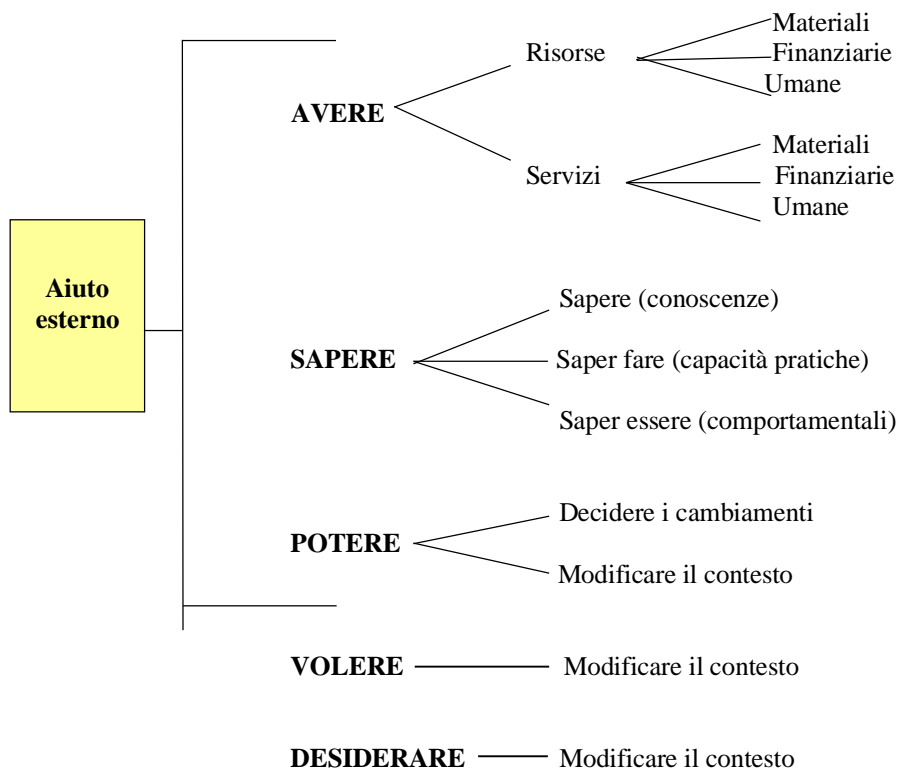 Materiali
Risorse
Finanziarie
Umane
AVERE
Materiali
Servizi
Finanziarie
Umane
Aiuto
esterno
Sapere (conoscenze)
SAPERE
Saper fare (capacità pratiche)
Saper essere (comportamentali)
Decidere i cambiamenti
POTERE
Modificare il contesto
VOLERE
Modificare il contesto
DESIDERARE
Modificare il contesto